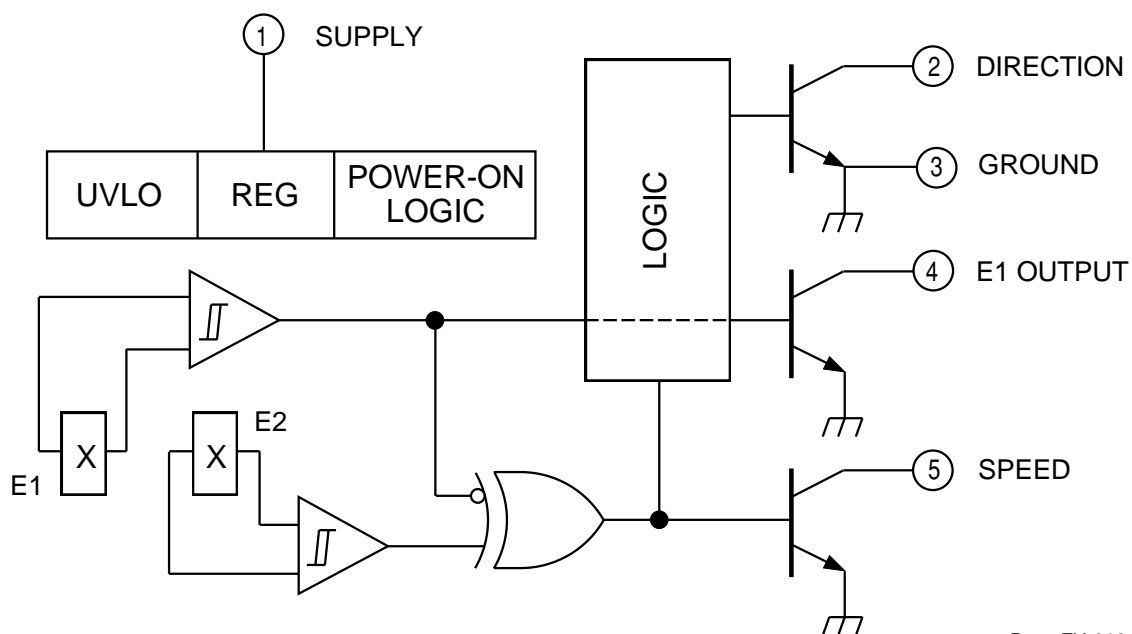 1 SUPPLY
2 DIRECTION
UVLO REG POWER-ON LOGIC
LOGIC
3 GROUND
4 E1 OUTPUT
X E1
X E2
5 SPEED